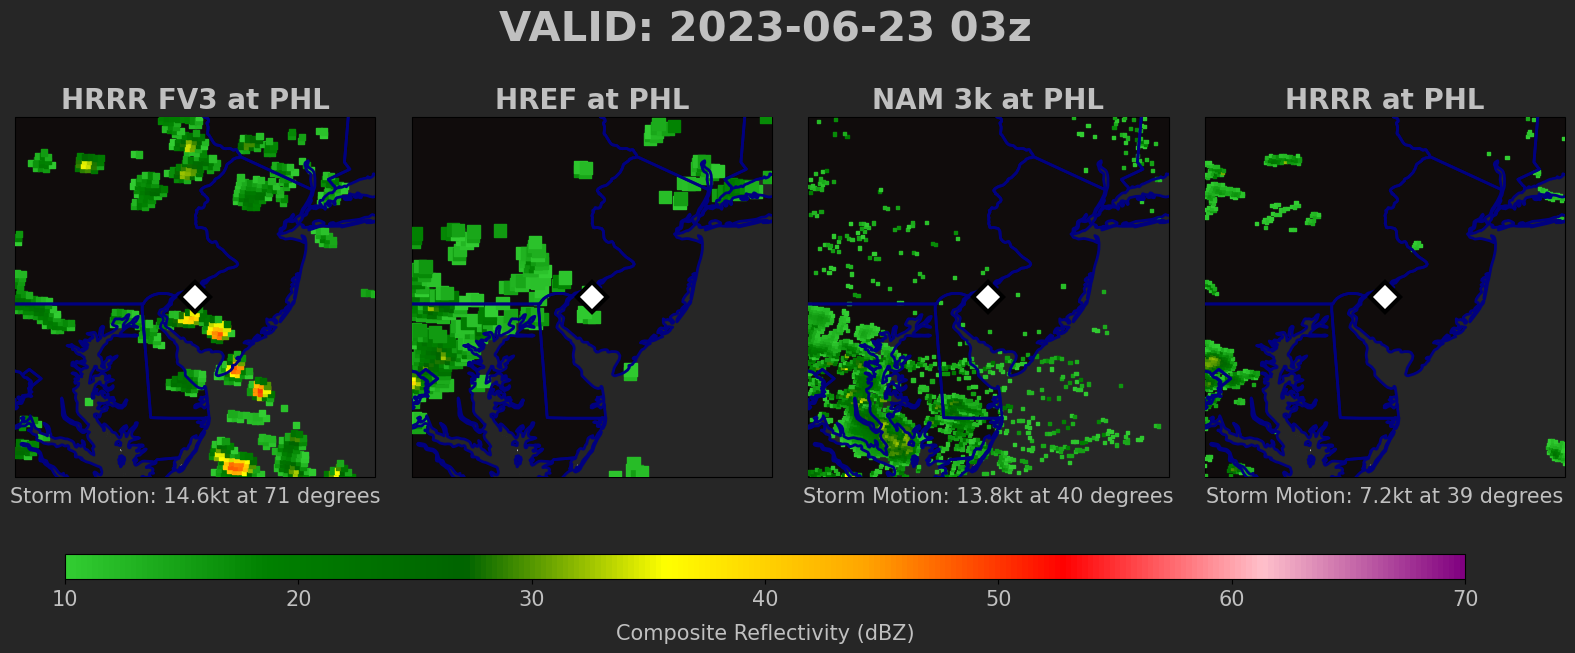 VALID: 2023-06-23 03z
HRRR FV3 at PHL
HREF at PHL
NAM 3k at PHL
HRRR at PHL
Storm Motion: 14.6kt at 71 degrees
Storm Motion: 13.8kt at 40 degrees
Storm Motion: 7.2kt at 39 degrees
10 20 30 40 50 60 70
Composite Reflectivity (dBZ)